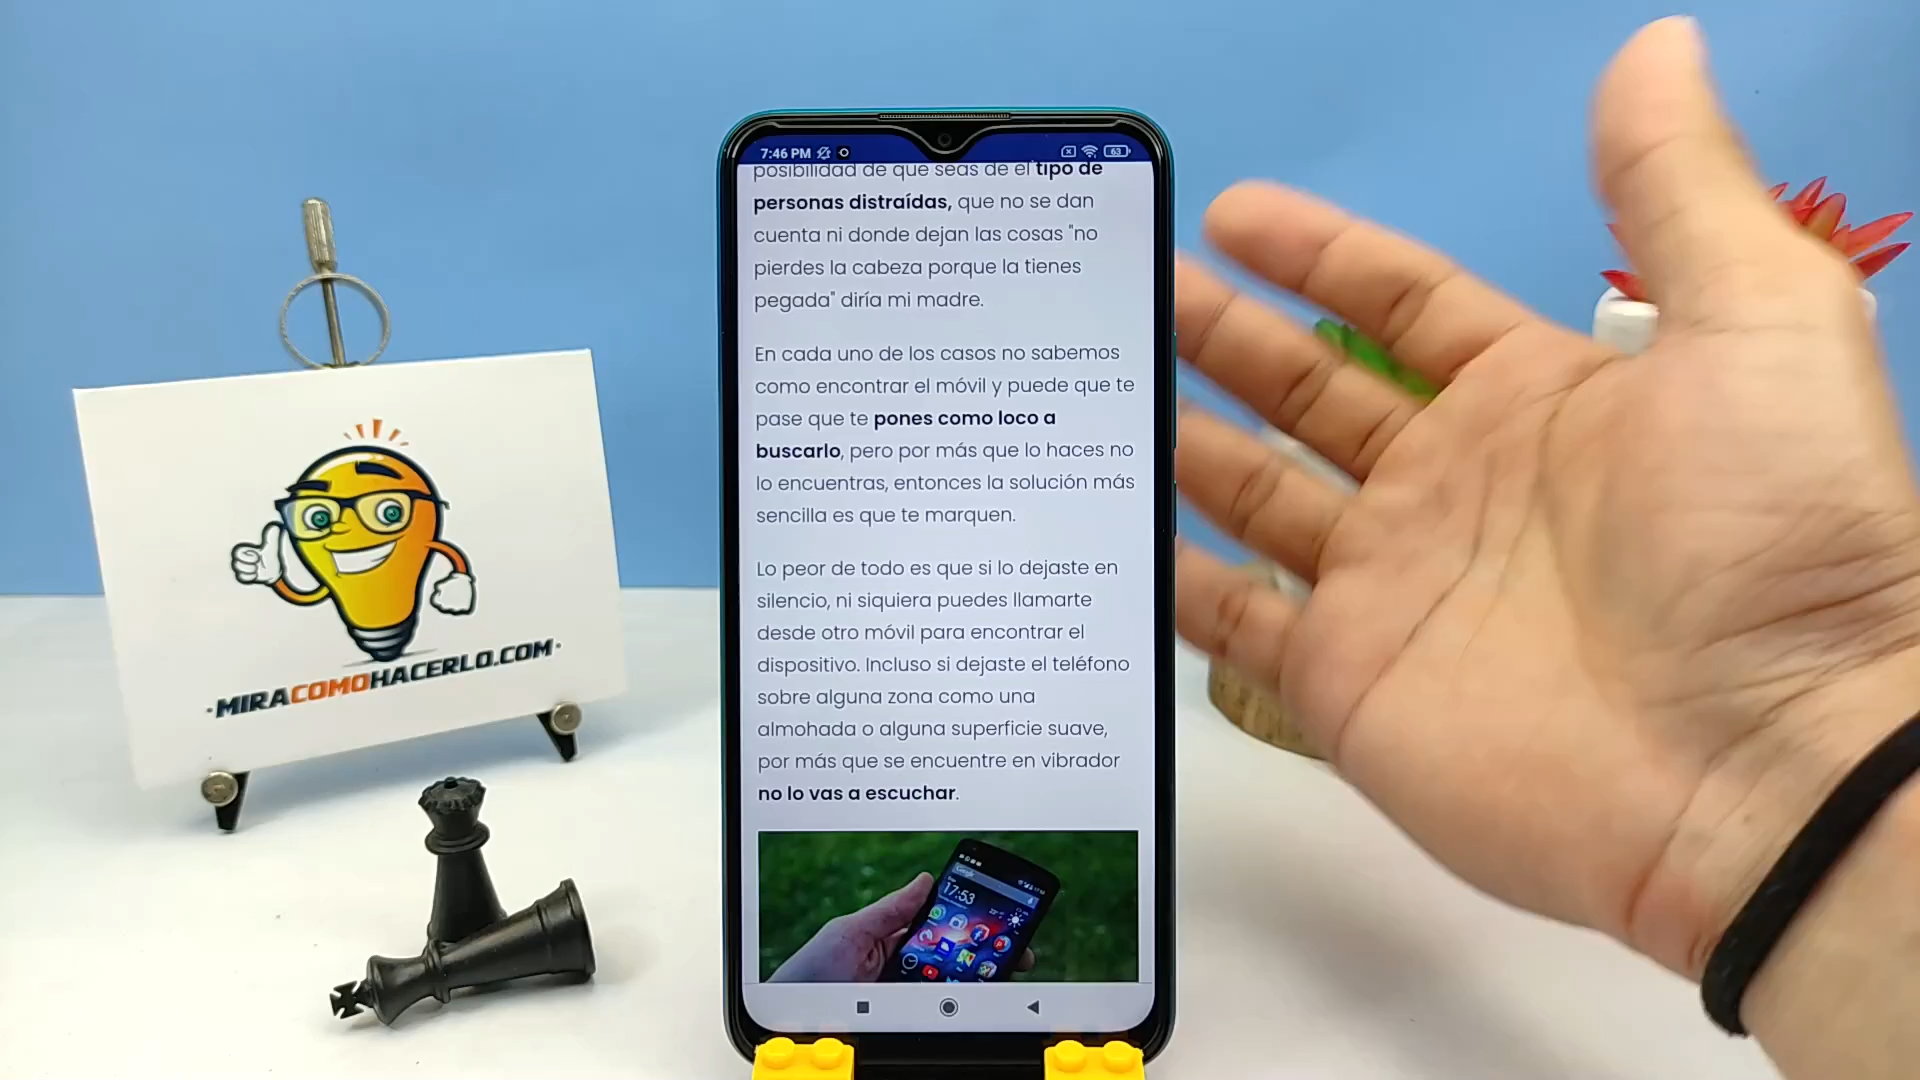 7:46 PM
63
posibilidad de que seas de el tipo de
personas distraídas, que no se dan
cuenta ni donde dejan las cosas "no
pierdes la cabeza porque la tienes
pegada" diría mi madre.
En cada uno de los casos no sabemos
como encontrar el móvil y puede que te
pase que te pones como loco a
buscarlo, pero por más que lo haces no
lo encuentras, entonces la solución más
sencilla es que te marquen.
Lo peor de todo es que si lo dejaste en
silencio, ni siquiera puedes llamarte
desde otro móvil para encontrar el
dispositivo. Incluso si dejaste el teléfono
sobre alguna zona como una
almohada o alguna superficie suave,
por más que se encuentre en vibrador
no lo vas a escuchar.
Google
17:53
·MIRACOMOHACERLO.COM·